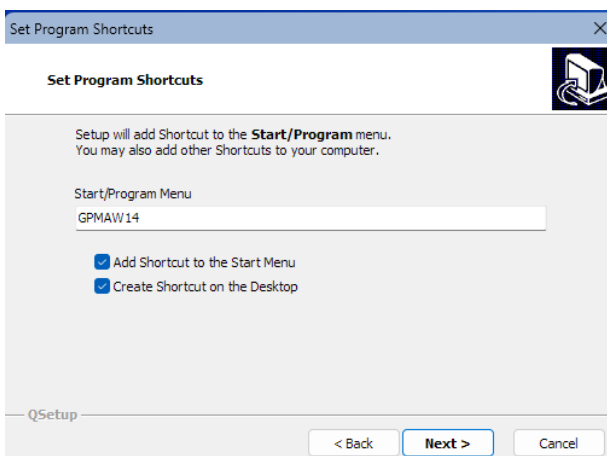 Set Program Shortcuts
Set Program Shortcuts
Setup will add Shortcut to the Start/Program menu.
You may also add other Shortcuts to your computer.
Start/Program Menu
GPMAW14
Add Shortcut to the Start Menu
Create Shortcut on the Desktop
QSetup
< Back Next > Cancel